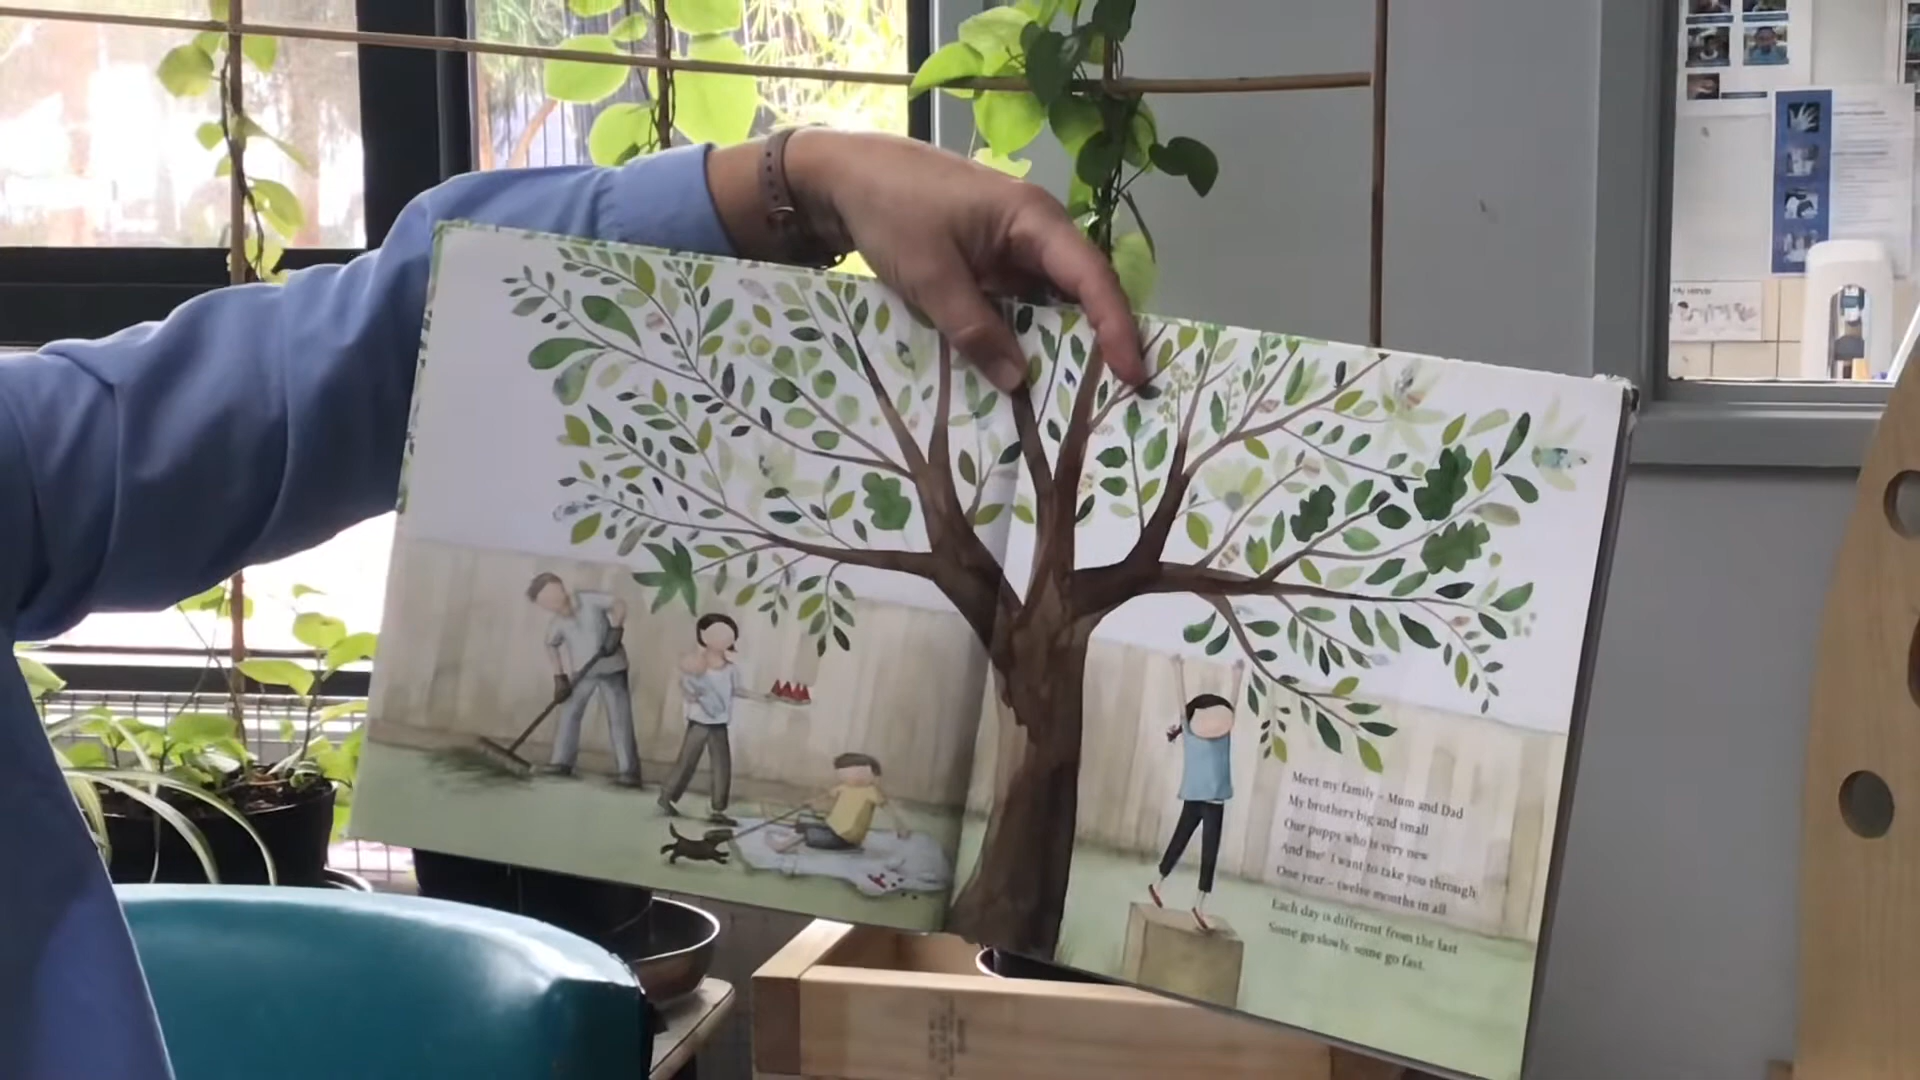 Meet my family – Mum and Dad
My brothers big and small
Our puppy who is very new
And me! I want to take you through
One year – twelve months in all
Each day is different from the last
Some go slowly, some go fast.
My Hands